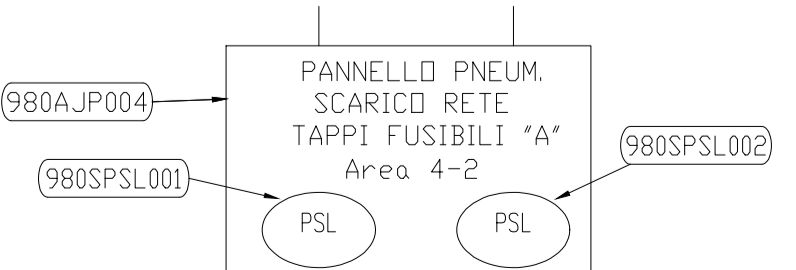 PANNELLO PNEUM.
SCARICO RETE
980AJP004
TAPPI FUSIBILI "A"
980SPSL002
Area 4-2
980SPSL001
PSL
PSL